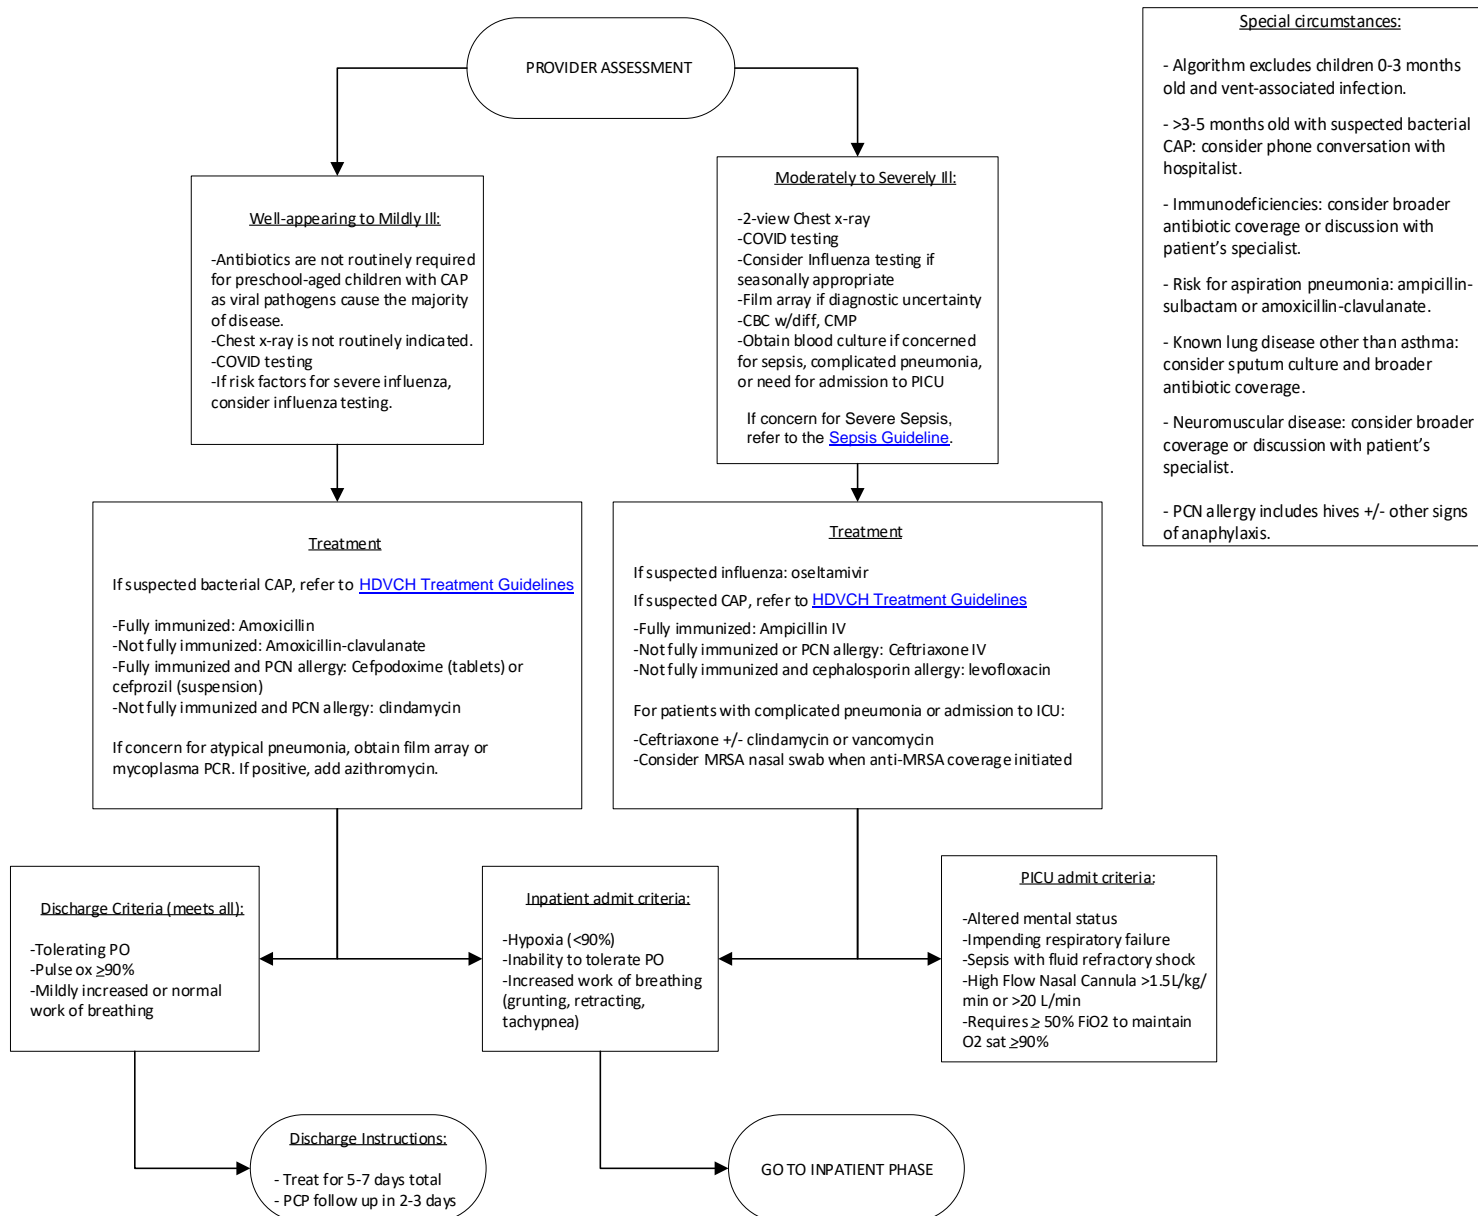 PROVIDER ASSESSMENT
Well-appearing to Mildly Ill:
-Antibiotics are not routinely required
for preschool-aged children with CAP
as viral pathogens cause the majority
of disease.
-Chest x-ray is not routinely indicated.
-COVID testing
-If risk factors for severe influenza,
consider influenza testing.
Moderately to Severely Ill:
-2-view Chest x-ray
-COVID testing
-Consider Influenza testing if
seasonally appropriate
-Film array if diagnostic uncertainty
-CBC w/diff, CMP
-Obtain blood culture if concerned
for sepsis, complicated pneumonia,
or need for admission to PICU
If concern for Severe Sepsis,
refer to the Sepsis Guideline.
Special circumstances:
- Algorithm excludes children 0-3 months
old and vent-associated infection.
- >3-5 months old with suspected bacterial
CAP: consider phone conversation with
hospitalist.
- Immunodeficiencies: consider broader
antibiotic coverage or discussion with
patient's specialist.
- Risk for aspiration pneumonia: ampicillin-
sulbactam or amoxicillin-clavulanate.
- Known lung disease other than asthma:
consider sputum culture and broader
antibiotic coverage.
- Neuromuscular disease: consider broader
coverage or discussion with patient's
specialist.
- PCN allergy includes hives +/- other signs
of anaphylaxis.
Treatment
If suspected bacterial CAP, refer to HDVCH Treatment Guidelines
-Fully immunized: Amoxicillin
-Not fully immunized: Amoxicillin-clavulanate
-Fully immunized and PCN allergy: Cefpodoxime (tablets) or
cefprozil (suspension)
-Not fully immunized and PCN allergy: clindamycin
If concern for atypical pneumonia, obtain film array or
mycoplasma PCR. If positive, add azithromycin.
Treatment
If suspected influenza: oseltamivir
If suspected CAP, refer to HDVCH Treatment Guidelines
-Fully immunized: Ampicillin IV
-Not fully immunized or PCN allergy: Ceftriaxone IV
-Not fully immunized and cephalosporin allergy: levofloxacin
For patients with complicated pneumonia or admission to ICU:
-Ceftriaxone +/- clindamycin or vancomycin
-Consider MRSA nasal swab when anti-MRSA coverage initiated
Discharge Criteria (meets all):
-Tolerating PO
-Pulse ox ≥90%
-Mildly increased or normal
work of breathing
Inpatient admit criteria:
-Hypoxia (<90%)
-Inability to tolerate PO
-Increased work of breathing
(grunting, retracting,
tachypnea)
PICU admit criteria:
-Altered mental status
-Impending respiratory failure
-Sepsis with fluid refractory shock
-High Flow Nasal Cannula >1.5L/kg/
min or >20 L/min
-Requires ≥ 50% FiO2 to maintain
O2 sat ≥90%
Discharge Instructions:
- Treat for 5-7 days total
- PCP follow up in 2-3 days
GO TO INPATIENT PHASE